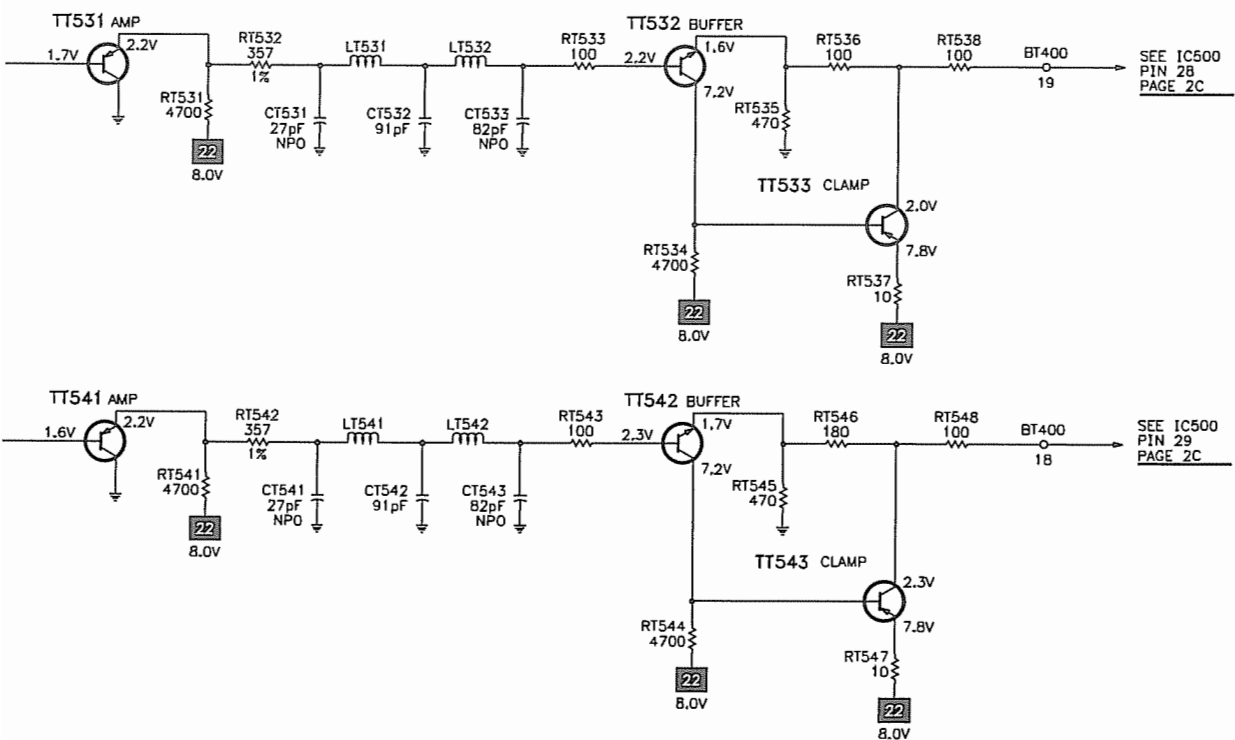 TT531 AMP
1.7V
2.2V
RT532
357
1%
RT531
4700
22
8.0V
LT531
LT532
CT531
27pF
NPO
CT532
91pF
CT533
82pF
NPO
RT533
100
TT532 BUFFER
2.2V
1.6V
7.2V
RT535
470
RT536
100
RT538
100
BT400
19
SEE IC500
PIN 28
PAGE 2C
TT533 CLAMP
2.0V
7.8V
RT534
4700
22
8.0V
RT537
10
22
8.0V
TT541 AMP
1.6V
2.2V
RT542
357
1%
RT541
4700
22
8.0V
LT541
LT542
CT541
27pF
NPO
CT542
91pF
CT543
82pF
NPO
RT543
100
TT542 BUFFER
2.3V
1.7V
7.2V
RT545
470
RT546
180
RT548
100
BT400
18
SEE IC500
PIN 29
PAGE 2C
TT543 CLAMP
2.3V
7.8V
RT544
4700
22
8.0V
RT547
10
22
8.0V